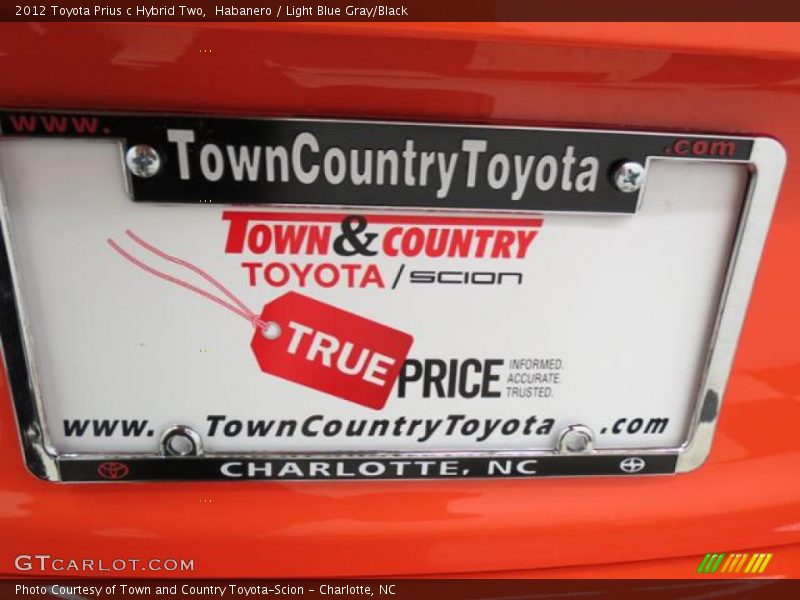 2012 Toyota Prius c Hybrid Two,  Habanero / Light Blue Gray/Black
www. TownCountryToyota .com
TOWN & COUNTRY
TOYOTA / SCION
TRUE PRICE
INFORMED.
ACCURATE.
TRUSTED.
www. TownCountryToyota .com
CHARLOTTE, NC
GTCARLOT.COM
Photo Courtesy of Town and Country Toyota-Scion - Charlotte, NC